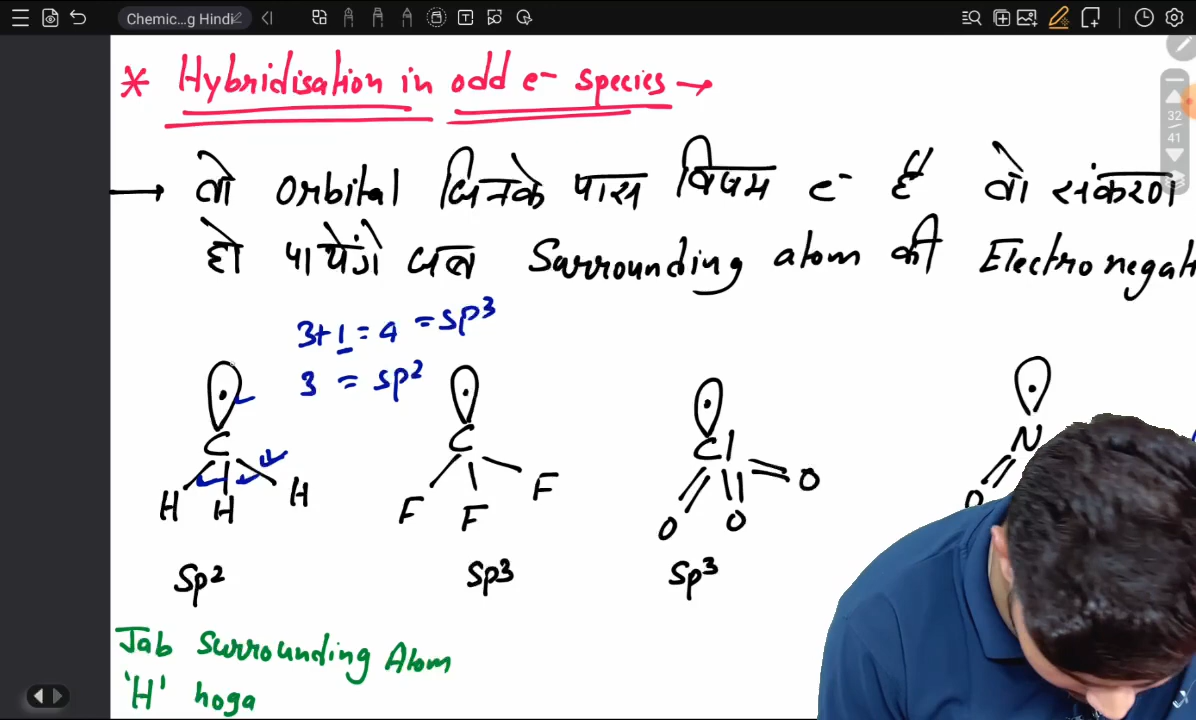 Chemic...g Hindi
32
41
* Hybridisation in odd e- species →
→ वो orbital जिनके पास विषम e- हैं वो संकरण
हो पायेंगे जब Surrounding atom की Electronegati
3+1=4 =sp3
3 = sp2
C
H H H
sp2
C
F F F
sp3
Cl
O O O
sp3
N
O
Jab Surrounding Atom
'H' hoga